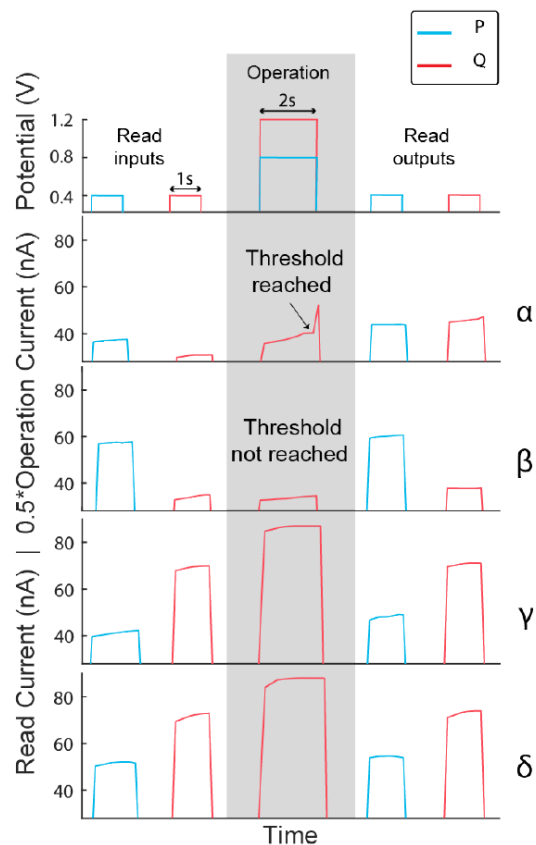 P
Q
Operation
2s
1.2
0.8
0.4
Potential (V)
Read
inputs
1s
Read
outputs
80
60
40
Threshold
reached
α
80
60
40
Threshold
not reached
β
80
60
40
γ
80
60
40
δ
Read Current (nA) | 0.5*Operation Current (nA)
Time